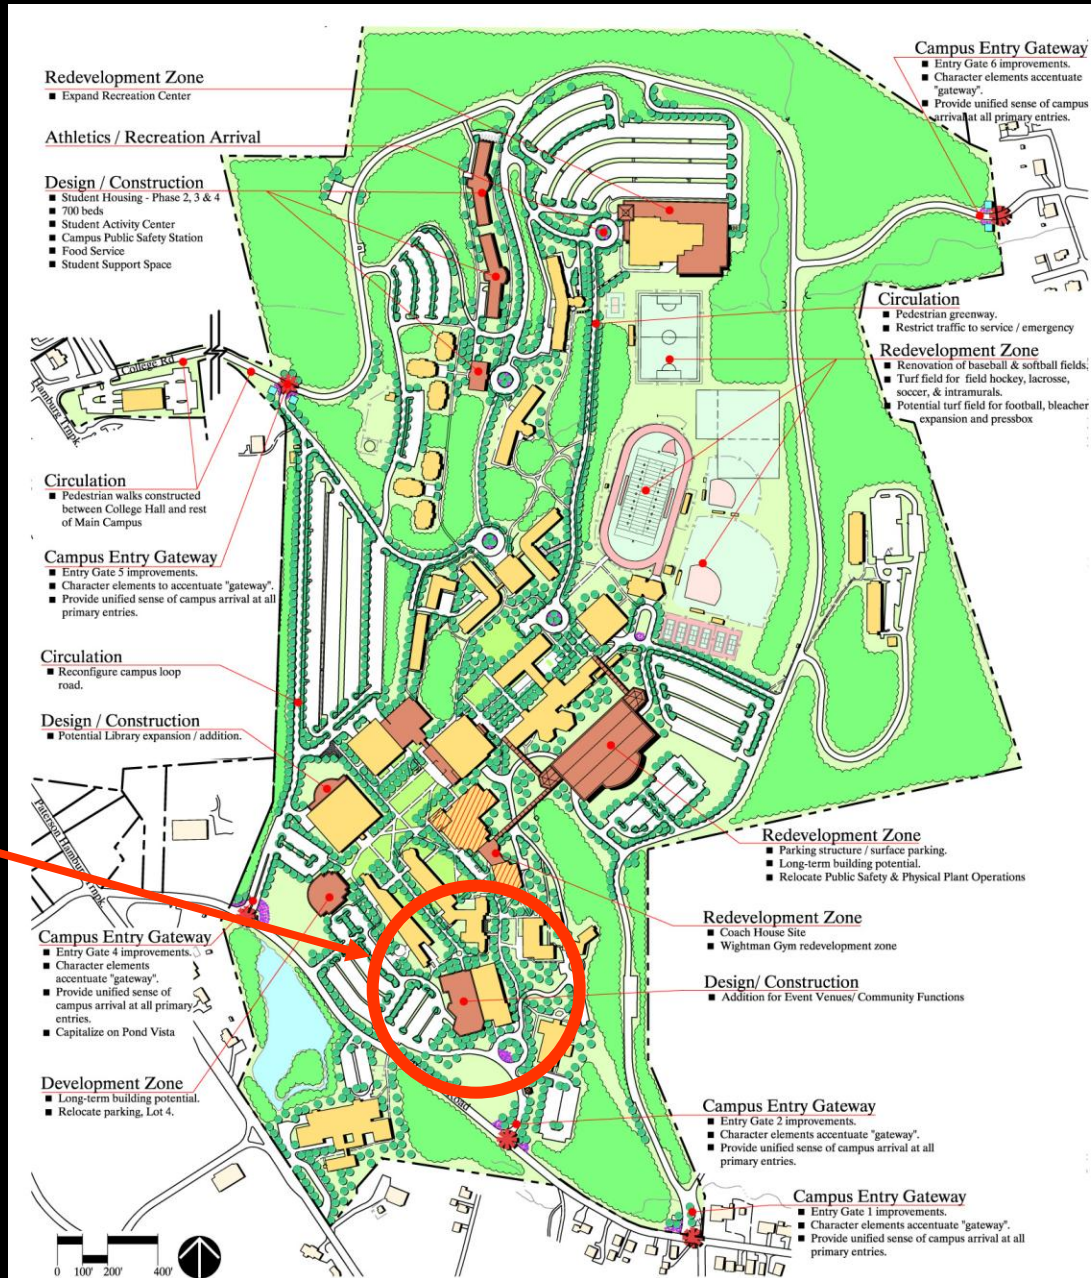 Redevelopment Zone
■ Expand Recreation Center
Athletics / Recreation Arrival
Design / Construction
■ Student Housing - Phase 2, 3 & 4
■ 700 beds
■ Student Activity Center
■ Campus Public Safety Station
■ Food Service
■ Student Support Space
College Rd
Hamburg Trnpk.
Circulation
■ Pedestrian walks constructed
between College Hall and rest
of Main Campus
Campus Entry Gateway
■ Entry Gate 5 improvements.
■ Character elements to accentuate "gateway".
■ Provide unified sense of campus arrival at all
primary entries.
Circulation
■ Reconfigure campus loop
road.
Design / Construction
■ Potential Library expansion / addition.
Paterson Hamburg Trnpk.
Campus Entry Gateway
■ Entry Gate 4 improvements.
■ Character elements
accentuate "gateway".
■ Provide unified sense of
campus arrival at all primary
entries.
■ Capitalize on Pond Vista
Development Zone
■ Long-term building potential.
■ Relocate parking, Lot 4.
0 100' 200' 400'
Campus Entry Gateway
■ Entry Gate 6 improvements.
■ Character elements accentuate
"gateway".
■ Provide unified sense of campus
arrival at all primary entries.
Circulation
■ Pedestrian greenway.
■ Restrict traffic to service / emergency
Redevelopment Zone
■ Renovation of baseball & softball fields.
■ Turf field for field hockey, lacrosse,
soccer, & intramurals.
■ Potential turf field for football, bleacher
expansion and pressbox
Redevelopment Zone
■ Parking structure / surface parking.
■ Long-term building potential.
■ Relocate Public Safety & Physical Plant Operations
Redevelopment Zone
■ Coach House Site
■ Wightman Gym redevelopment zone
Design/ Construction
■ Addition for Event Venues/ Community Functions
Road
Campus Entry Gateway
■ Entry Gate 2 improvements.
■ Character elements accentuate "gateway".
■ Provide unified sense of campus arrival at all
primary entries.
Campus Entry Gateway
■ Entry Gate 1 improvements.
■ Character elements accentuate "gateway".
■ Provide unified sense of campus arrival at all
primary entries.